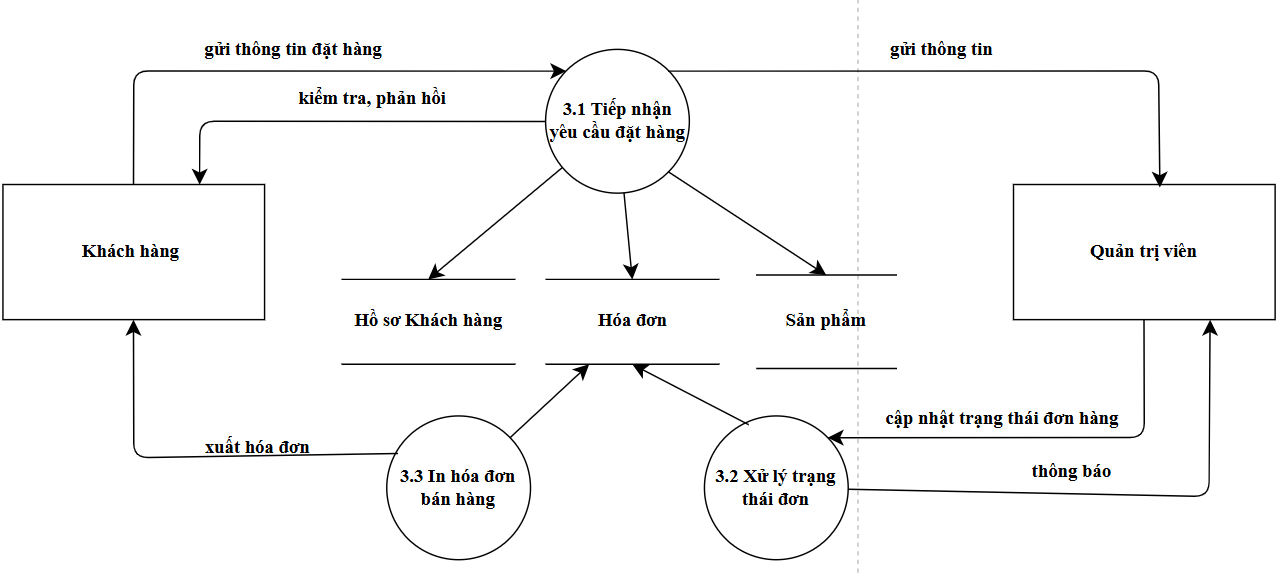 gửi thông tin đặt hàng
gửi thông tin
kiểm tra, phản hồi
3.1 Tiếp nhận
yêu cầu đặt hàng
Khách hàng
Quản trị viên
Hồ sơ Khách hàng
Hóa đơn
Sản phẩm
cập nhật trạng thái đơn hàng
xuất hóa đơn
thông báo
3.3 In hóa đơn
bán hàng
3.2 Xử lý trạng
thái đơn